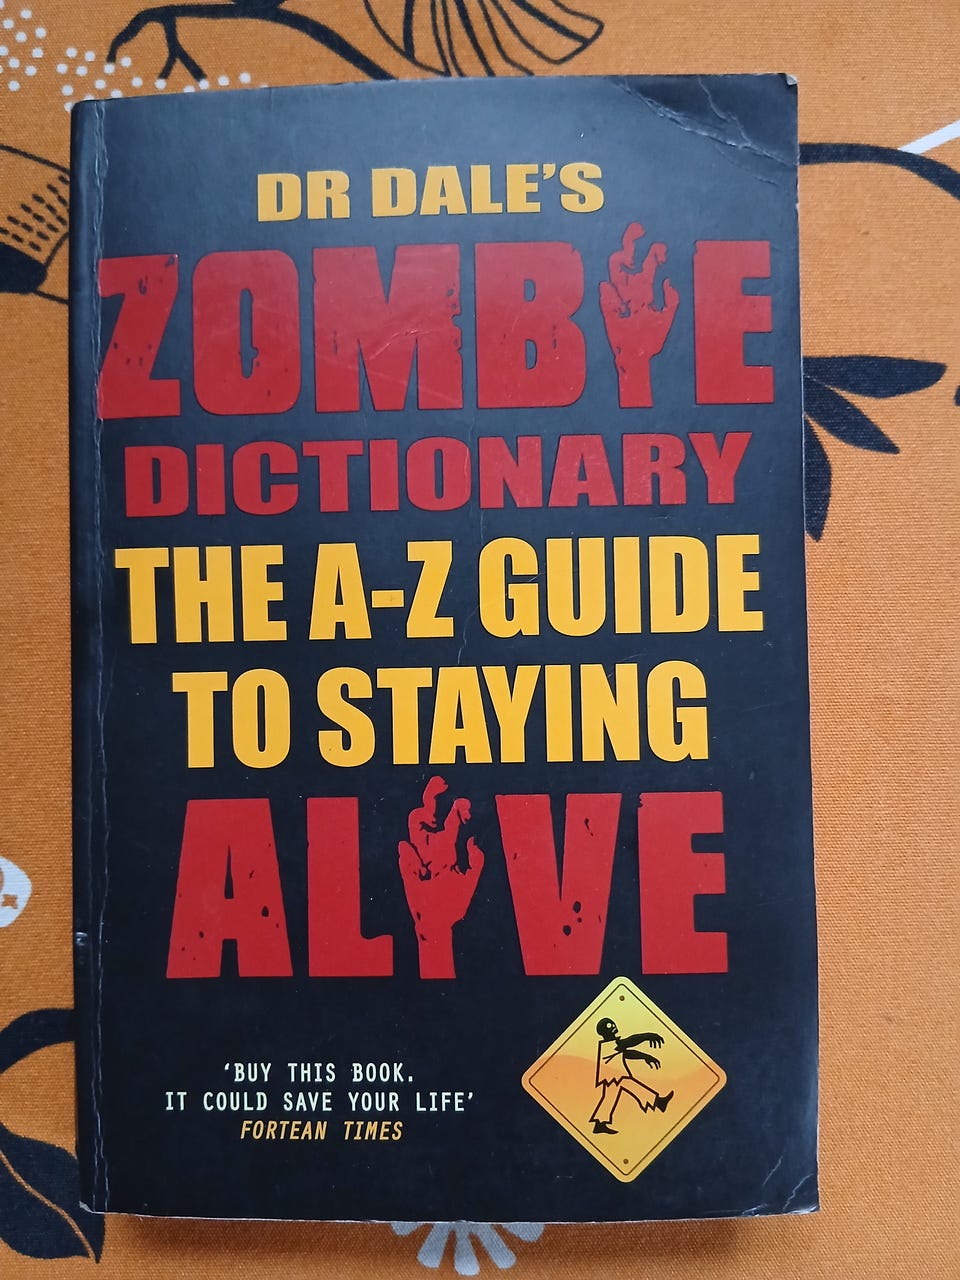 DR DALE'S
ZOMBIE
DICTIONARY
THE A-Z GUIDE
TO STAYING
ALIVE
‘BUY THIS BOOK.
IT COULD SAVE YOUR LIFE’
FORTEAN TIMES